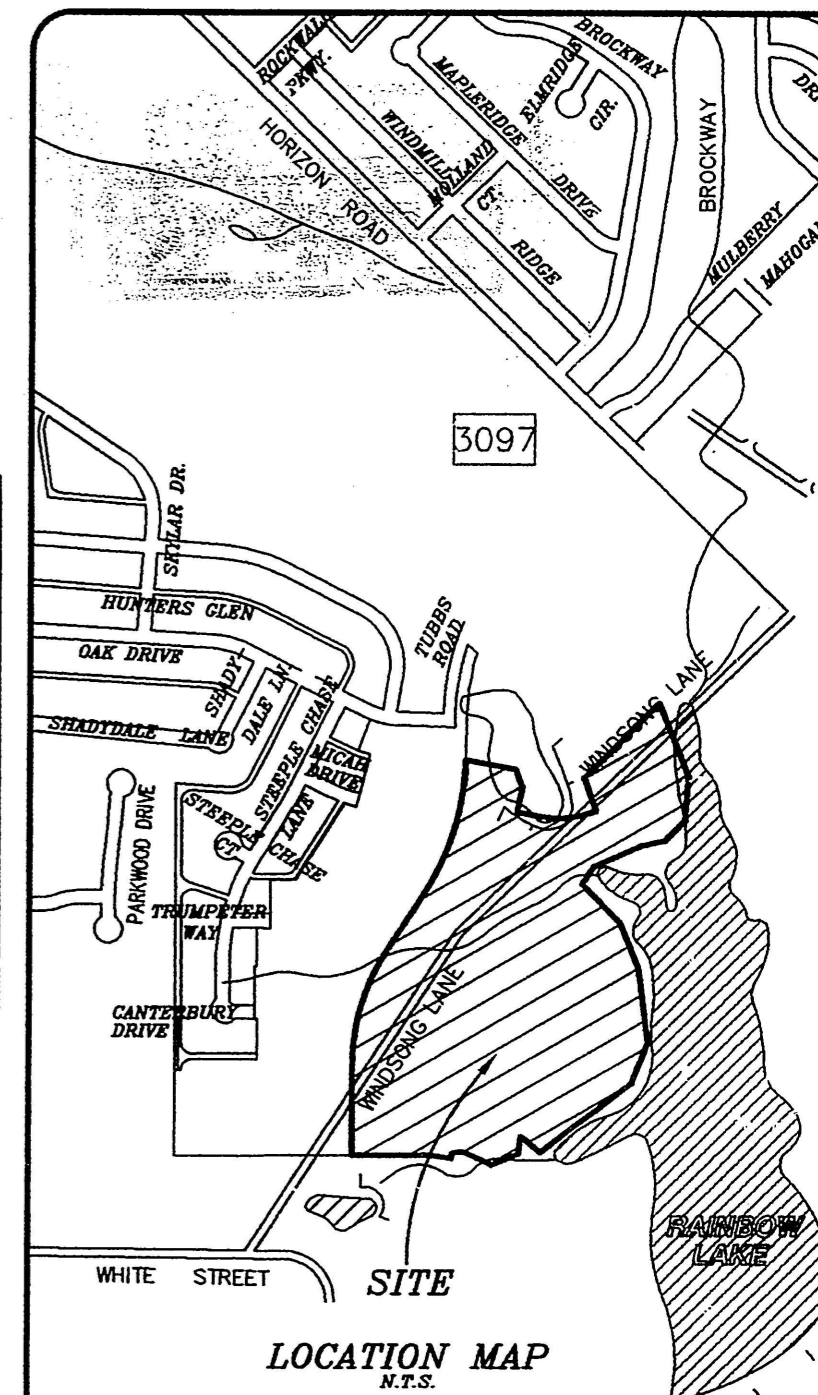 ROCKWALL
PKWY.
BROCKWAY
ELMRIDGE
CIR.
MAPLERIDGE
DRIVE
HORIZON ROAD
WINDMILL
RIDGE
HOLLAND
CT.
BROCKWAY
MULBERRY
3097
SKYLAR DR.
HUNTERS GLEN
OAK DRIVE
SHADY
DALE LN.
SHADYDALE LANE
TUBBS
ROAD
STEEPLE CHASE
MICAH
DRIVE
WINDSONG LANE
STEEPLE
CT
CHASE
LANE
PARKWOOD DRIVE
TRUMPETER
WAY
CANTERBURY
DRIVE
WINDSONG LANE
RAINBOW
LAKE
WHITE STREET
SITE
LOCATION MAP
N.T.S.